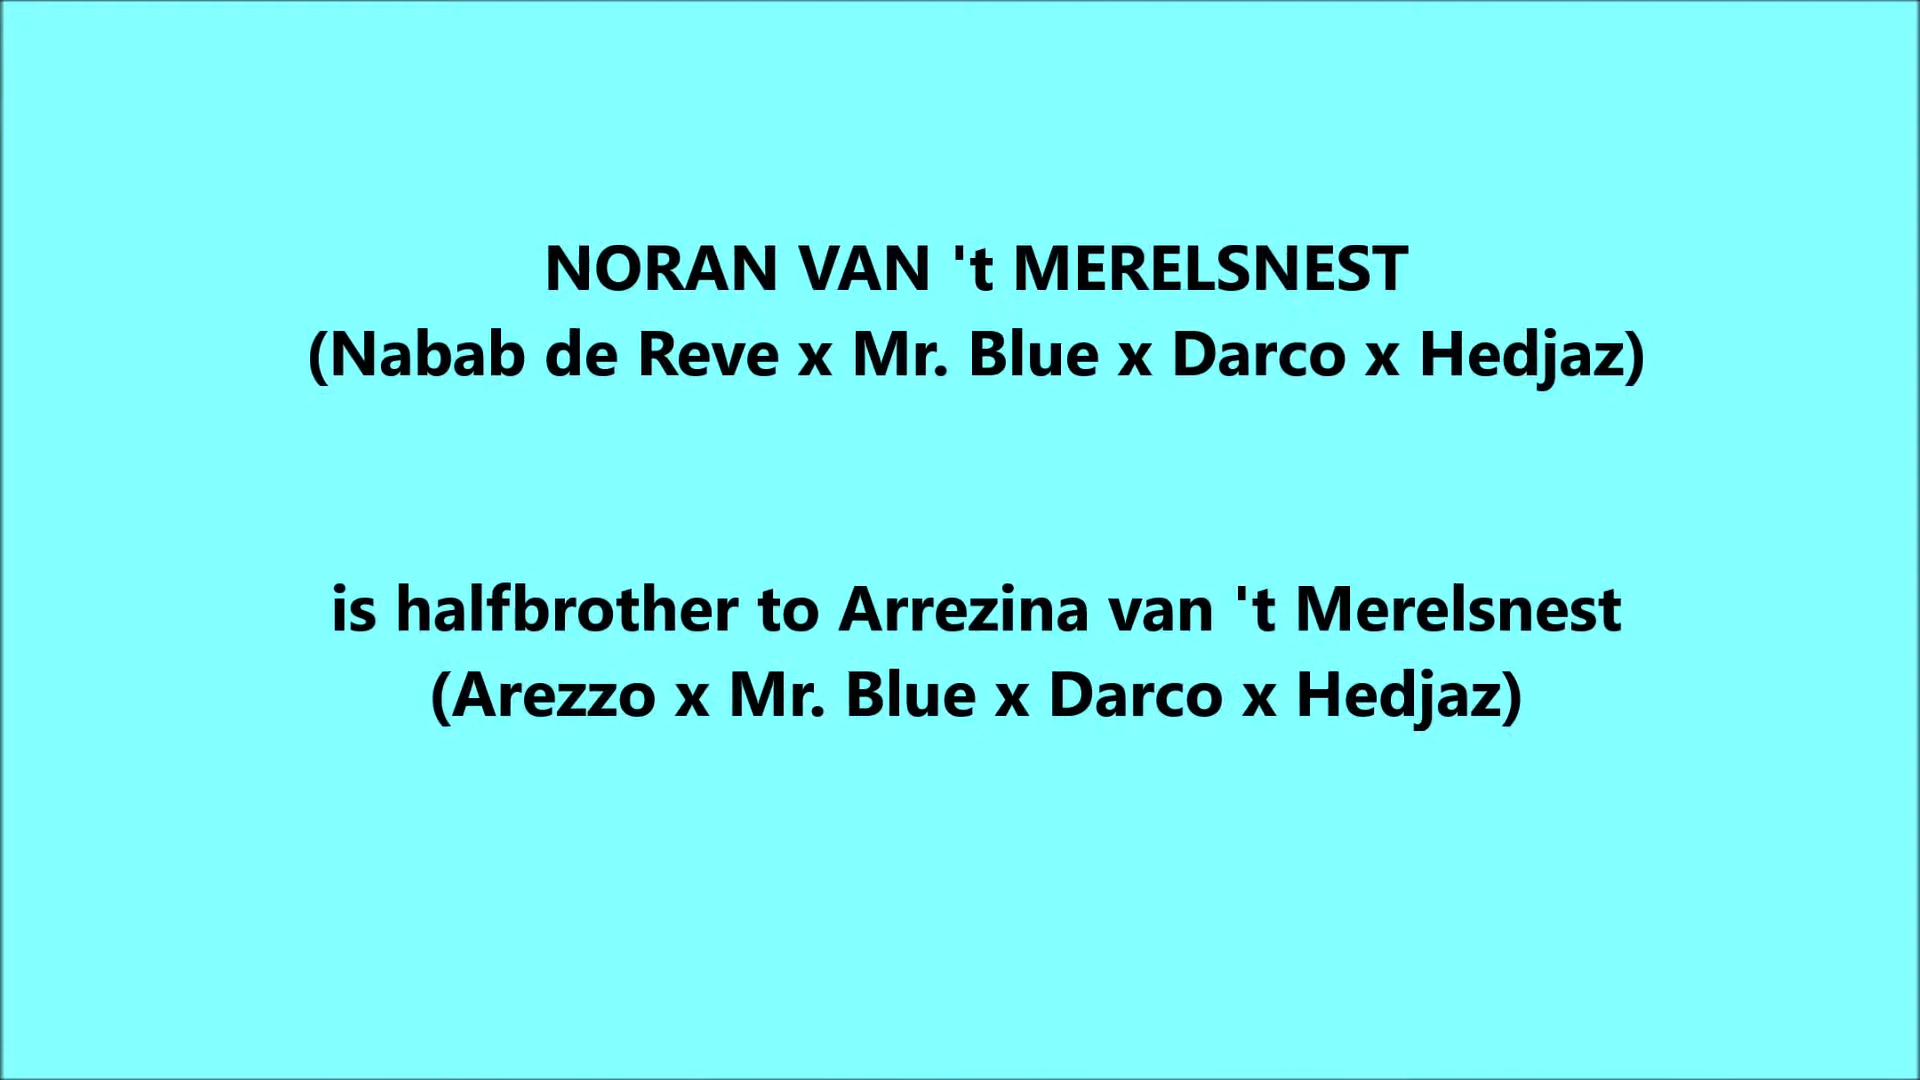 NORAN VAN 't MERELSNEST
(Nabab de Reve x Mr. Blue x Darco x Hedjaz)
is halfbrother to Arrezina van 't Merelsnest
(Arezzo x Mr. Blue x Darco x Hedjaz)